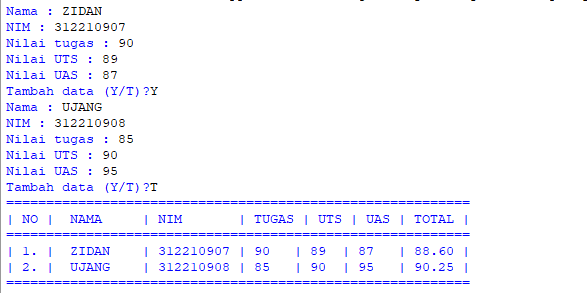 Nama : ZIDAN
NIM : 312210907
Nilai tugas : 90
Nilai UTS : 89
Nilai UAS : 87
Tambah data (Y/T)?Y
Nama : UJANG
NIM : 312210908
Nilai tugas : 85
Nilai UTS : 90
Nilai UAS : 95
Tambah data (Y/T)?T
==========================================================
| NO |  NAMA     | NIM       | TUGAS | UTS | UAS | TOTAL |
==========================================================
| 1. |  ZIDAN    | 312210907 | 90   | 89  | 87   | 88.60 |
| 2. |  UJANG    | 312210908 | 85   | 90  | 95   | 90.25 |
==========================================================